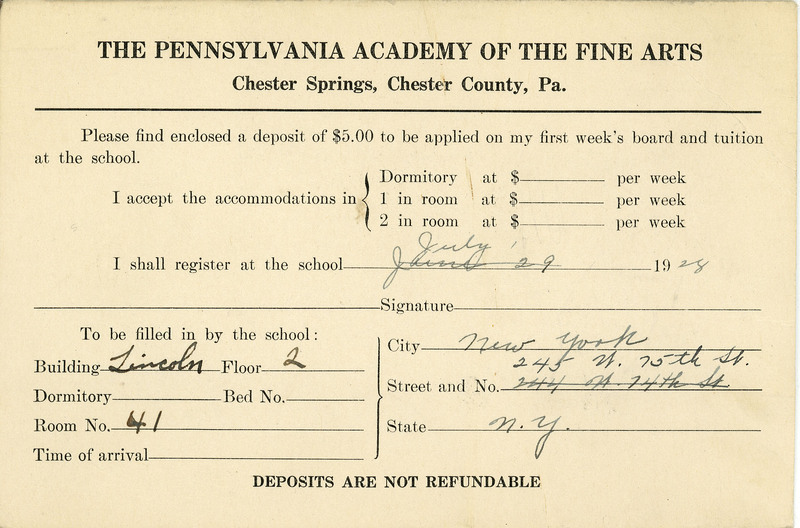 THE PENNSYLVANIA ACADEMY OF THE FINE ARTS
Chester Springs, Chester County, Pa.
Please find enclosed a deposit of $5.00 to be applied on my first week's board and tuition
at the school.
I accept the accommodations in
Dormitory at $ per week
1 in room at $ per week
2 in room at $ per week
July 1
I shall register at the school June 29 1928
Signature
To be filled in by the school:
Building Lincoln Floor 2
Dormitory Bed No.
Room No. 41
Time of arrival
City New York
245 W. 75th St.
Street and No. 244 W. 74th St
State N.Y.
DEPOSITS ARE NOT REFUNDABLE